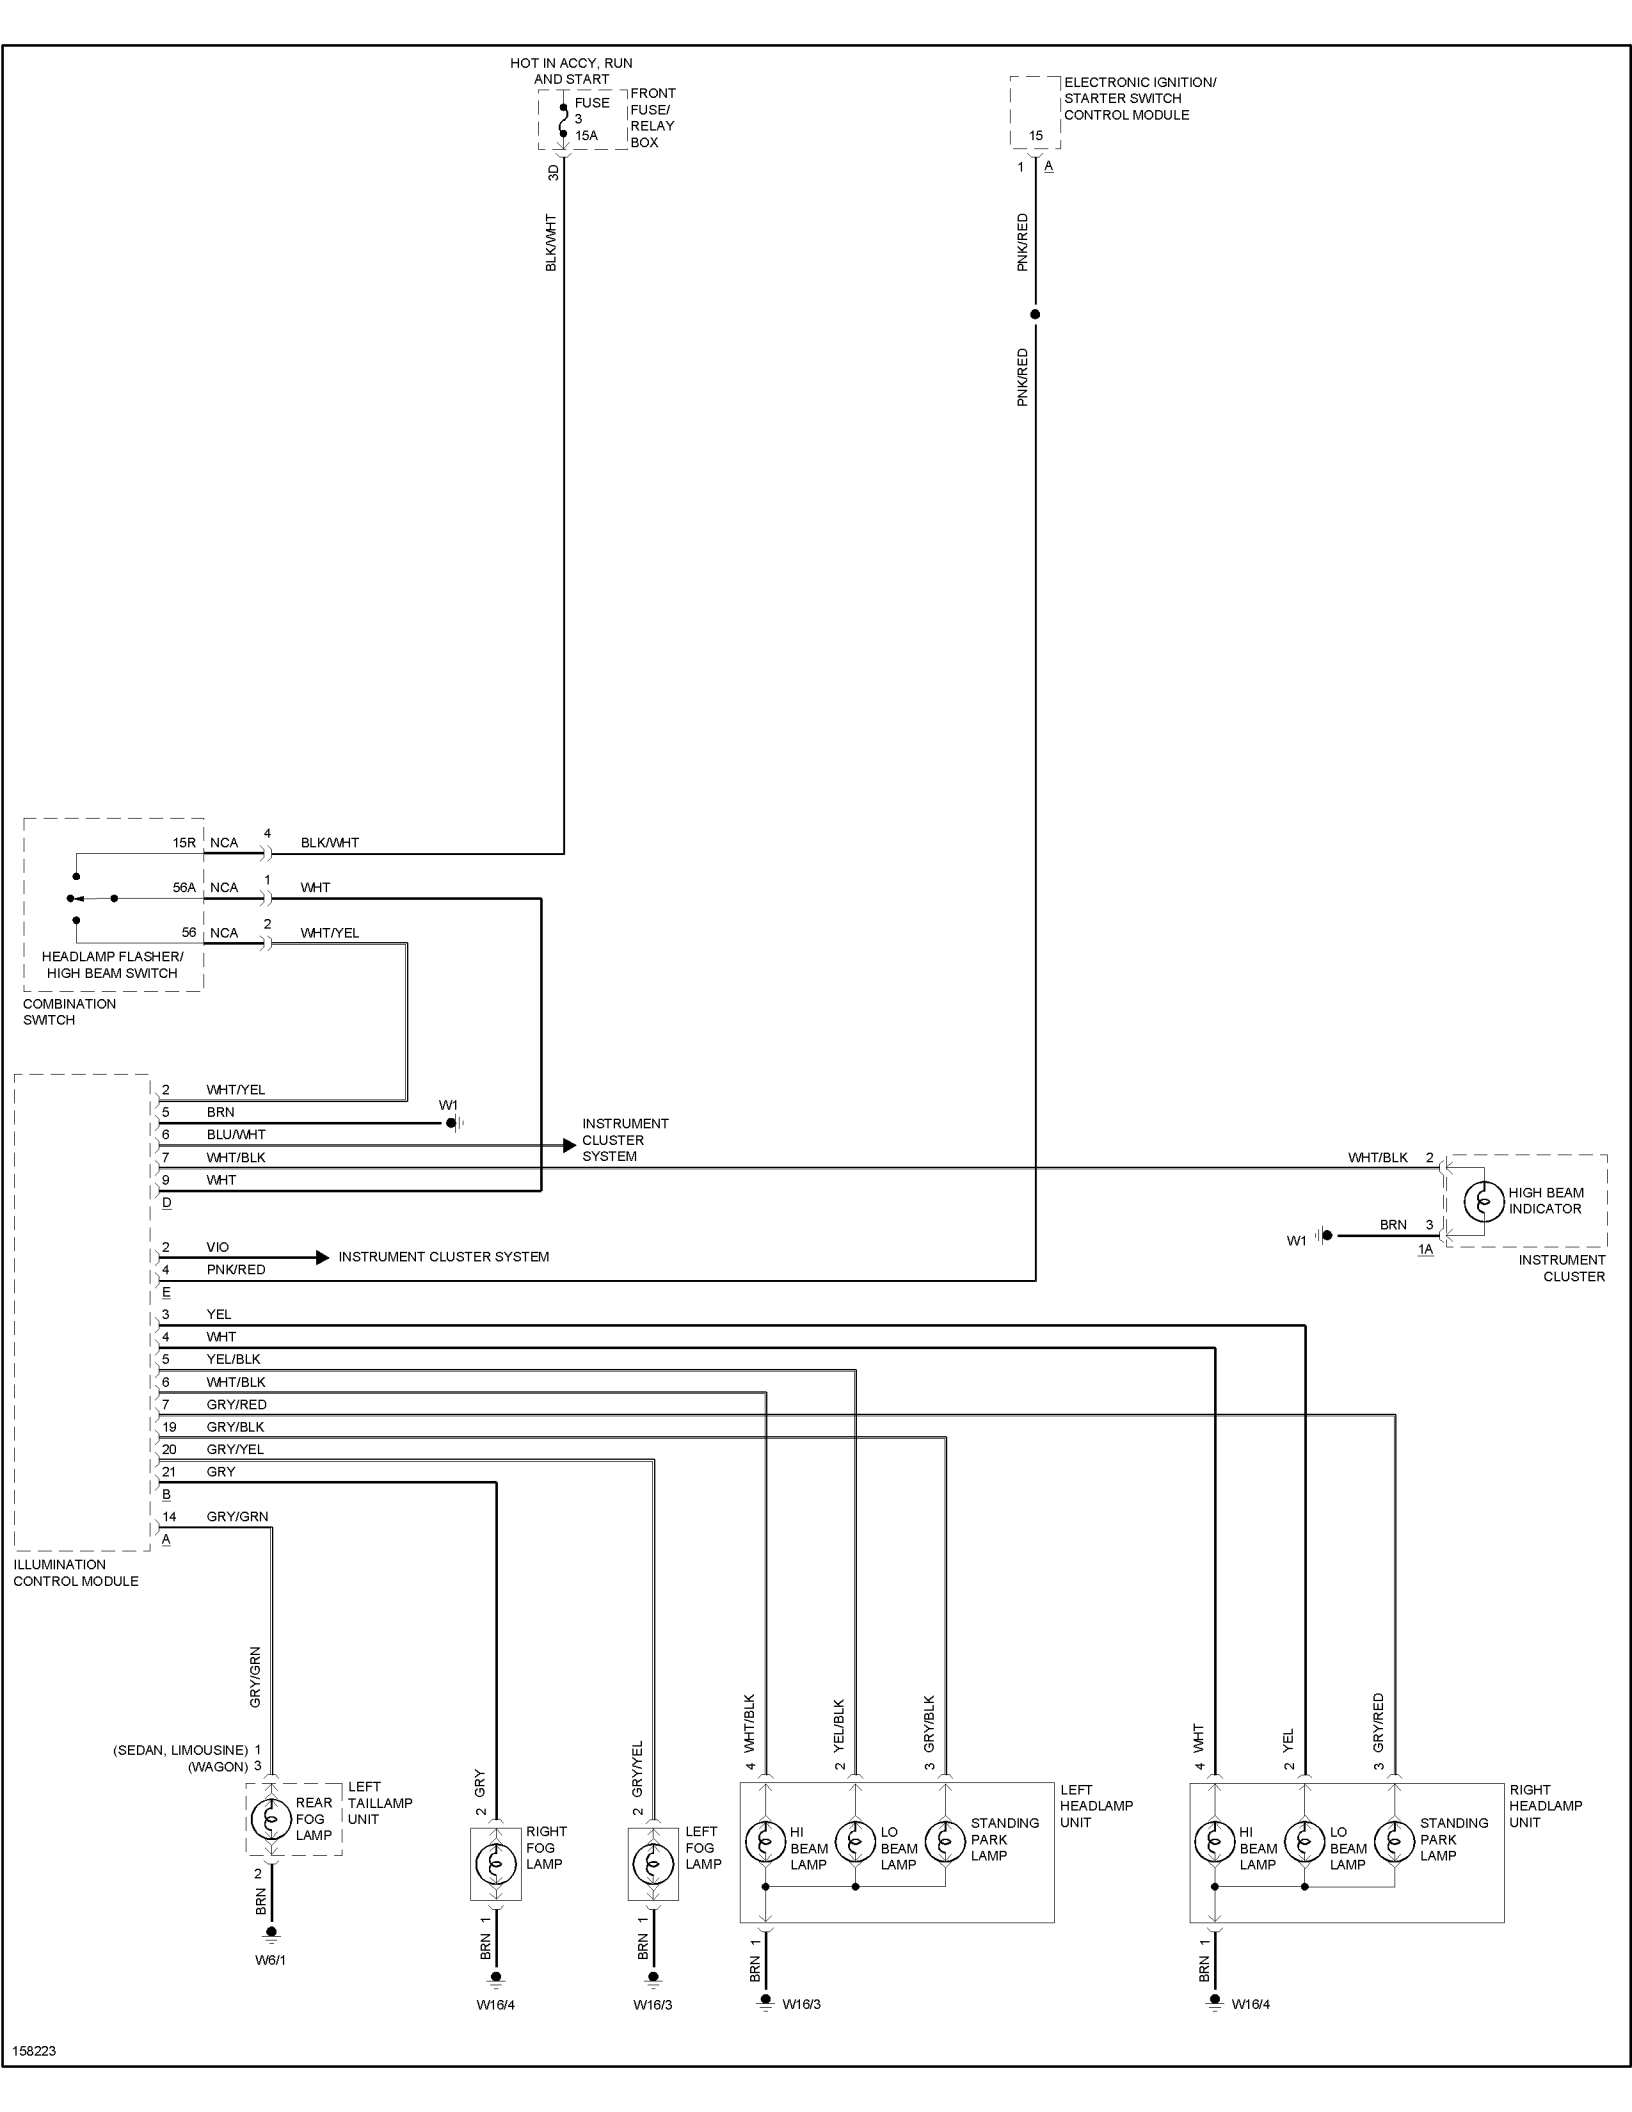 HOT IN ACCY, RUN
AND START
FUSE
3
15A
FRONT
FUSE/
RELAY
BOX
3D
BLK/WHT
ELECTRONIC IGNITION/
STARTER SWITCH
CONTROL MODULE
15
1 A
PNK/RED
PNK/RED
15R NCA 4 BLK/WHT
56A NCA 1 WHT
56 NCA 2 WHT/YEL
HEADLAMP FLASHER/
HIGH BEAM SWITCH
COMBINATION
SWITCH
2 WHT/YEL
5 BRN
W1
6 BLU/WHT
INSTRUMENT
CLUSTER
SYSTEM
7 WHT/BLK
9 WHT
D
WHT/BLK 2
HIGH BEAM
INDICATOR
W1
BRN 3
1A
INSTRUMENT
CLUSTER
2 VIO
INSTRUMENT CLUSTER SYSTEM
4 PNK/RED
E
3 YEL
4 WHT
5 YEL/BLK
6 WHT/BLK
7 GRY/RED
19 GRY/BLK
20 GRY/YEL
21 GRY
B
14 GRY/GRN
A
ILLUMINATION
CONTROL MODULE
GRY/GRN
(SEDAN, LIMOUSINE) 1
(WAGON) 3
REAR
FOG
LAMP
LEFT
TAILLAMP
UNIT
2
BRN
W6/1
GRY
2
RIGHT
FOG
LAMP
BRN 1
W16/4
GRY/YEL
2
LEFT
FOG
LAMP
BRN 1
W16/3
4 WHT/BLK
2 YEL/BLK
3 GRY/BLK
HI
BEAM
LAMP
LO
BEAM
LAMP
STANDING
PARK
LAMP
LEFT
HEADLAMP
UNIT
BRN 1
W16/3
4 WHT
2 YEL
3 GRY/RED
HI
BEAM
LAMP
LO
BEAM
LAMP
STANDING
PARK
LAMP
RIGHT
HEADLAMP
UNIT
BRN 1
W16/4
158223